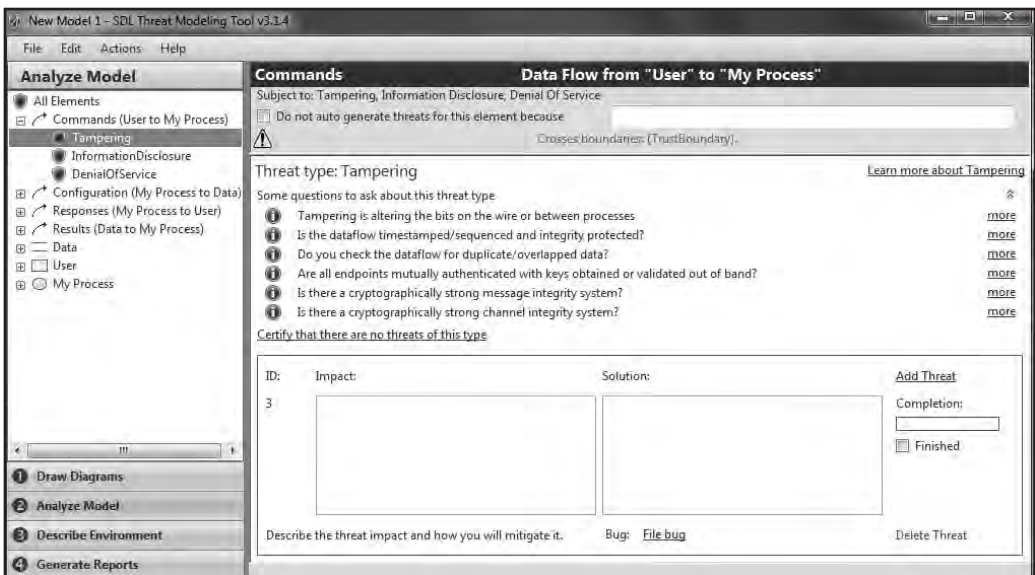 New Model 1 - SDL Threat Modeling Tool v3.1.4
File Edit Actions Help
Analyze Model
All Elements
Commands (User to My Process)
Tampering
InformationDisclosure
DenialOfService
Configuration (My Process to Data)
Responses (My Process to User)
Results (Data to My Process)
Data
User
My Process
1 Draw Diagrams
2 Analyze Model
3 Describe Environment
4 Generate Reports
Commands Data Flow from "User" to "My Process"
Subject to: Tampering, Information Disclosure, Denial Of Service
Do not auto generate threats for this element because
Crosses boundaries: (TrustBoundary).
Threat type: Tampering Learn more about Tampering
Some questions to ask about this threat type
Tampering is altering the bits on the wire or between processes more
Is the dataflow timestamped/sequenced and integrity protected? more
Do you check the dataflow for duplicate/overlapped data? more
Are all endpoints mutually authenticated with keys obtained or validated out of band? more
Is there a cryptographically strong message integrity system? more
Is there a cryptographically strong channel integrity system? more
Certify that there are no threats of this type
ID: Impact: Solution: Add Threat
3 Completion:
Finished
Describe the threat impact and how you will mitigate it. Bug: File bug Delete Threat